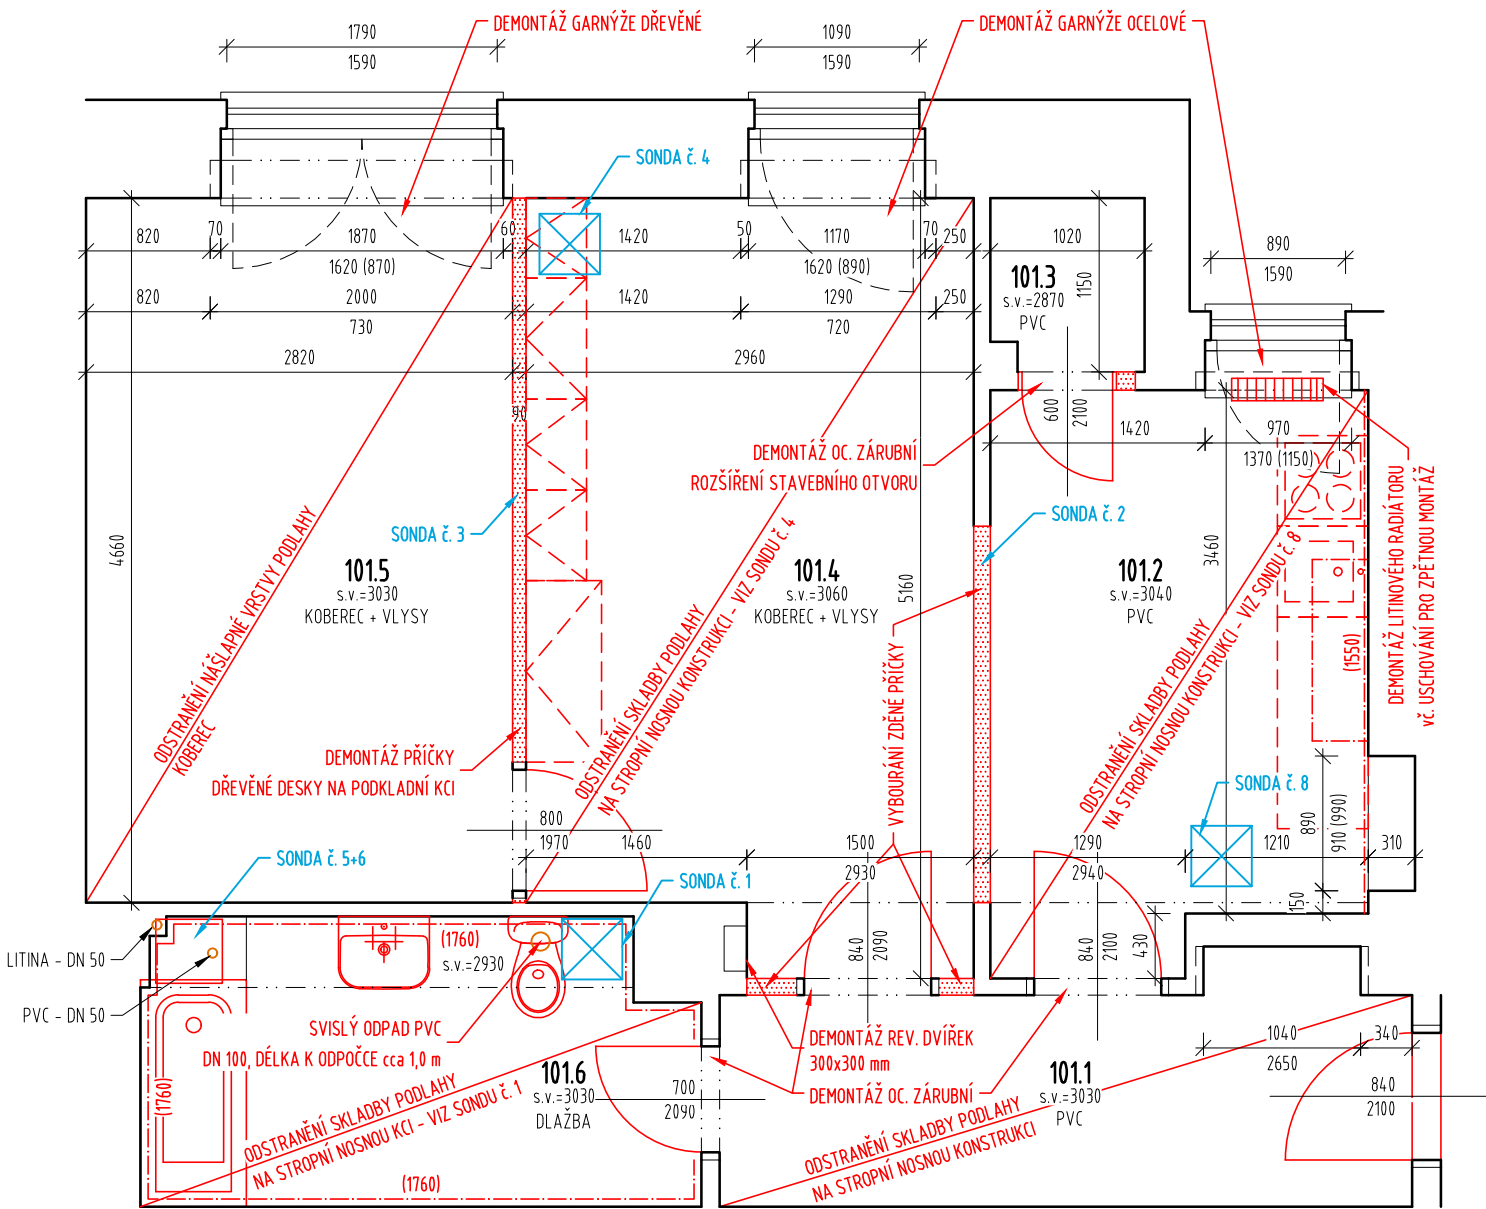 DEMONTÁŽ GARNÝŽE DŘEVĚNÉ
DEMONTÁŽ GARNÝŽE OCELOVÉ
1790
1590
1090
1590
SONDA č. 4
820
70
1870
60
1420
50
1170
70
250
1020
890
1590
1620 (870)
1620 (890)
101.3
s.v.=2870
PVC
1150
820
2000
1420
1290
250
730
720
2820
2960
90
600
2100
1420
970
1370 (1150)
DEMONTÁŽ OC. ZÁRUBNÍ
ROZŠÍŘENÍ STAVEBNÍHO OTVORU
SONDA č. 3
SONDA č. 2
4660
5160
3460
101.5
s.v.=3030
KOBEREC + VLYSY
101.4
s.v.=3060
KOBEREC + VLYSY
101.2
s.v.=3040
PVC
ODSTRANĚNÍ NÁŠLAPNÉ VRSTVY PODLAHY
KOBEREC
ODSTRANĚNÍ SKLADBY PODLAHY
NA STROPNÍ NOSNOU KONSTRUKCI - VIZ SONDU č. 4
ODSTRANĚNÍ SKLADBY PODLAHY
NA STROPNÍ NOSNOU KONSTRUKCI - VIZ SONDU č. 8
VYBOURÁNÍ ZDĚNÉ PŘÍČKY
DEMONTÁŽ LITINOVÉHO RADIÁTORU
vč. USCHOVÁNÍ PRO ZPĚTNOU MONTÁŽ
(1550)
DEMONTÁŽ PŘÍČKY
DŘEVĚNÉ DESKY NA PODKLADNÍ KCI
SONDA č. 8
800
1970
1460
1500
2930
1290
2940
1210
310
890
910 (990)
150
SONDA č. 5+6
SONDA č. 1
840
2090
840
2100
430
LITINA - DN 50
PVC - DN 50
(1760)
s.v.=2930
SVISLÝ ODPAD PVC
DN 100, DÉLKA K ODPOČCE cca 1,0 m
DEMONTÁŽ REV. DVÍŘEK
300x300 mm
DEMONTÁŽ OC. ZÁRUBNÍ
1040
2650
340
101.6
s.v.=3030
DLAŽBA
700
2090
101.1
s.v.=3030
PVC
840
2100
(1760)
ODSTRANĚNÍ SKLADBY PODLAHY
NA STROPNÍ NOSNOU KCI - VIZ SONDU č. 1
ODSTRANĚNÍ SKLADBY PODLAHY
NA STROPNÍ NOSNOU KONSTRUKCI
(1760)